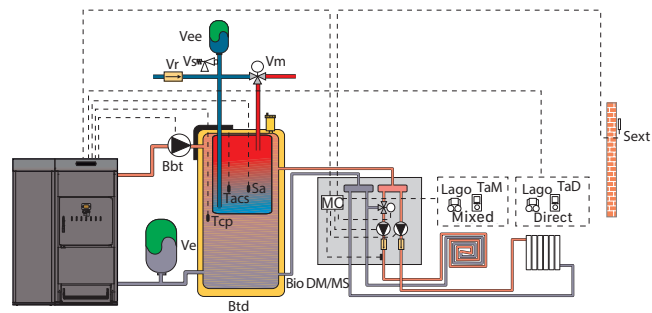 Vee
Vsw
Vm
Vr
Sext
Bbt
Lago TaM
Lago TaD
Tacs
Sa
MC
Mixed
Direct
Tcp
Ve
Bio DM/MS
Btd